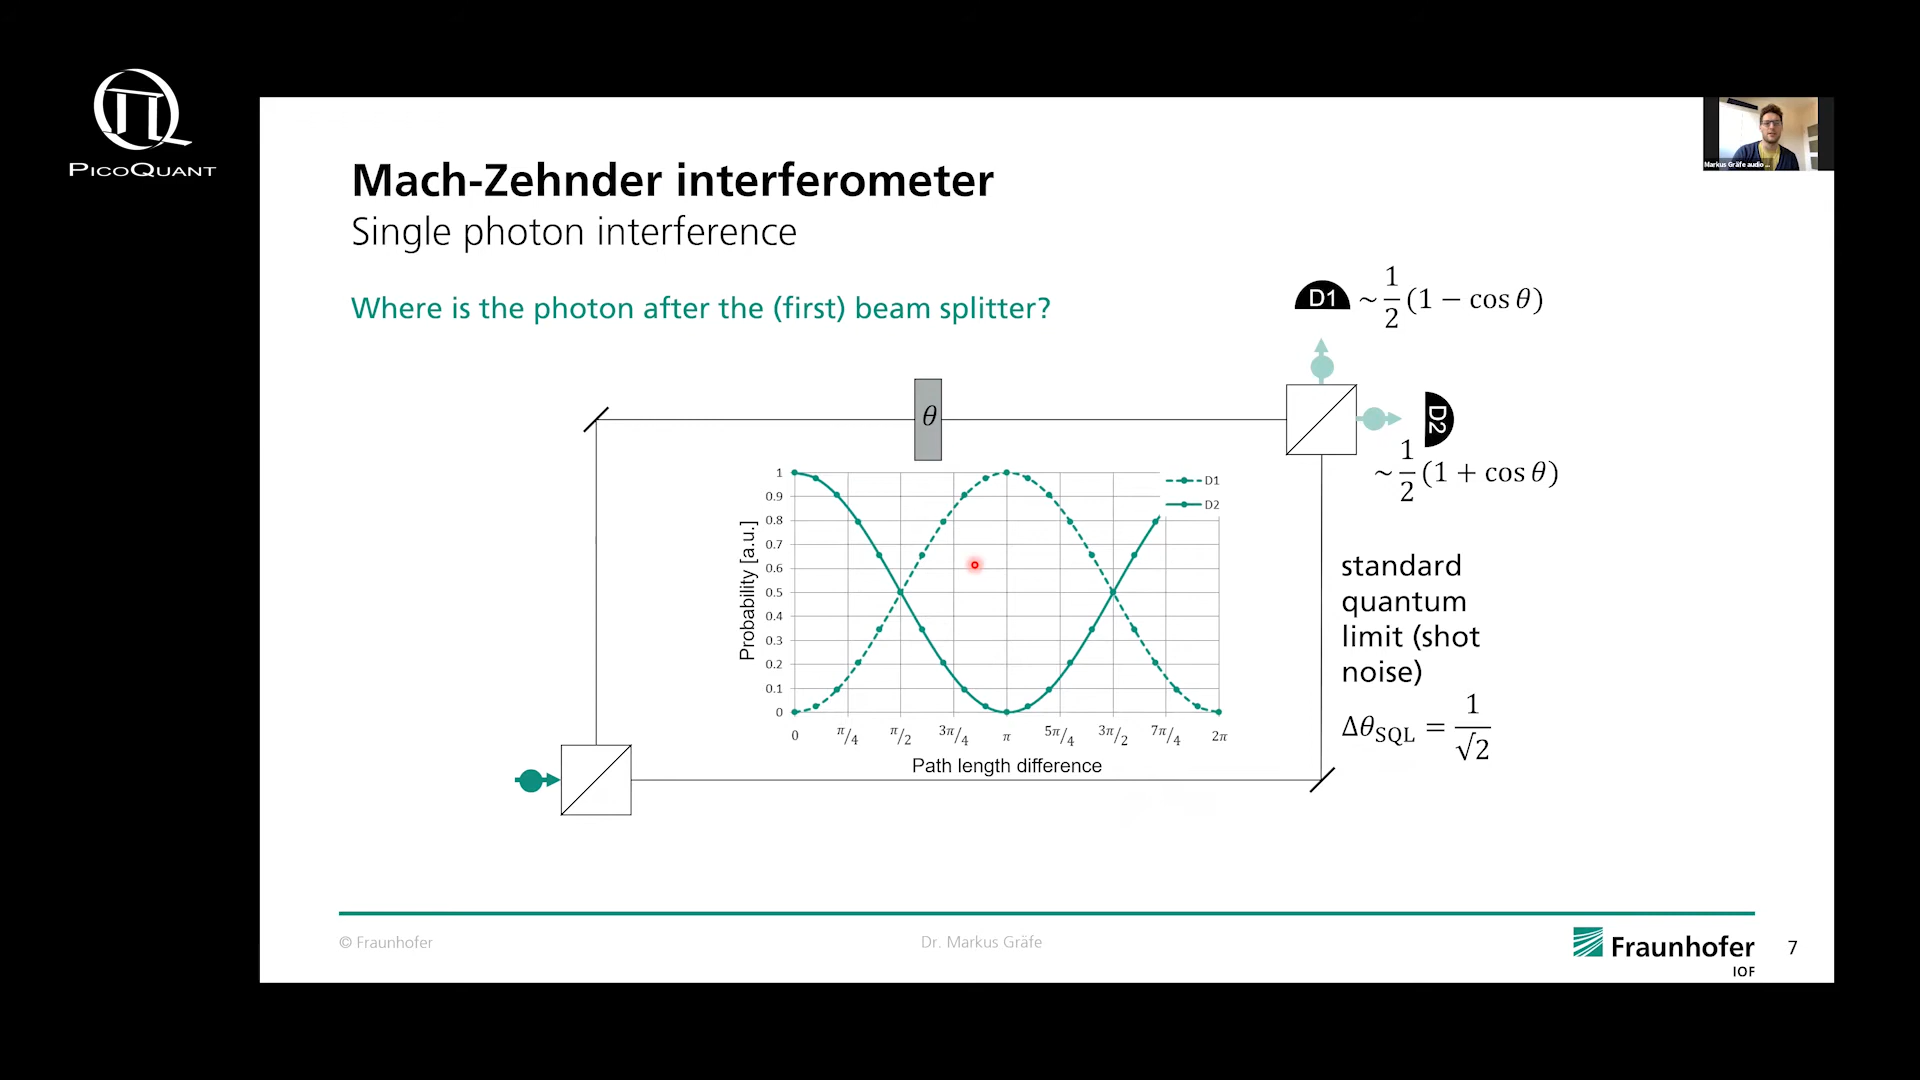 PICOQUANT
Markus Gräfe audio ...
Mach-Zehnder interferometer
Single photon interference
Where is the photon after the (first) beam splitter?
D1 ~ 1/2 (1 − cos θ)
θ
D2
~ 1/2 (1 + cos θ)
D1
D2
1
0.9
0.8
0.7
0.6
0.5
0.4
0.3
0.2
0.1
0
Probability [a.u.]
0 π/4 π/2 3π/4 π 5π/4 3π/2 7π/4 2π
Path length difference
standard
quantum
limit (shot
noise)
Δθ_SQL = 1/√2
© Fraunhofer
Dr. Markus Gräfe
Fraunhofer
IOF
7